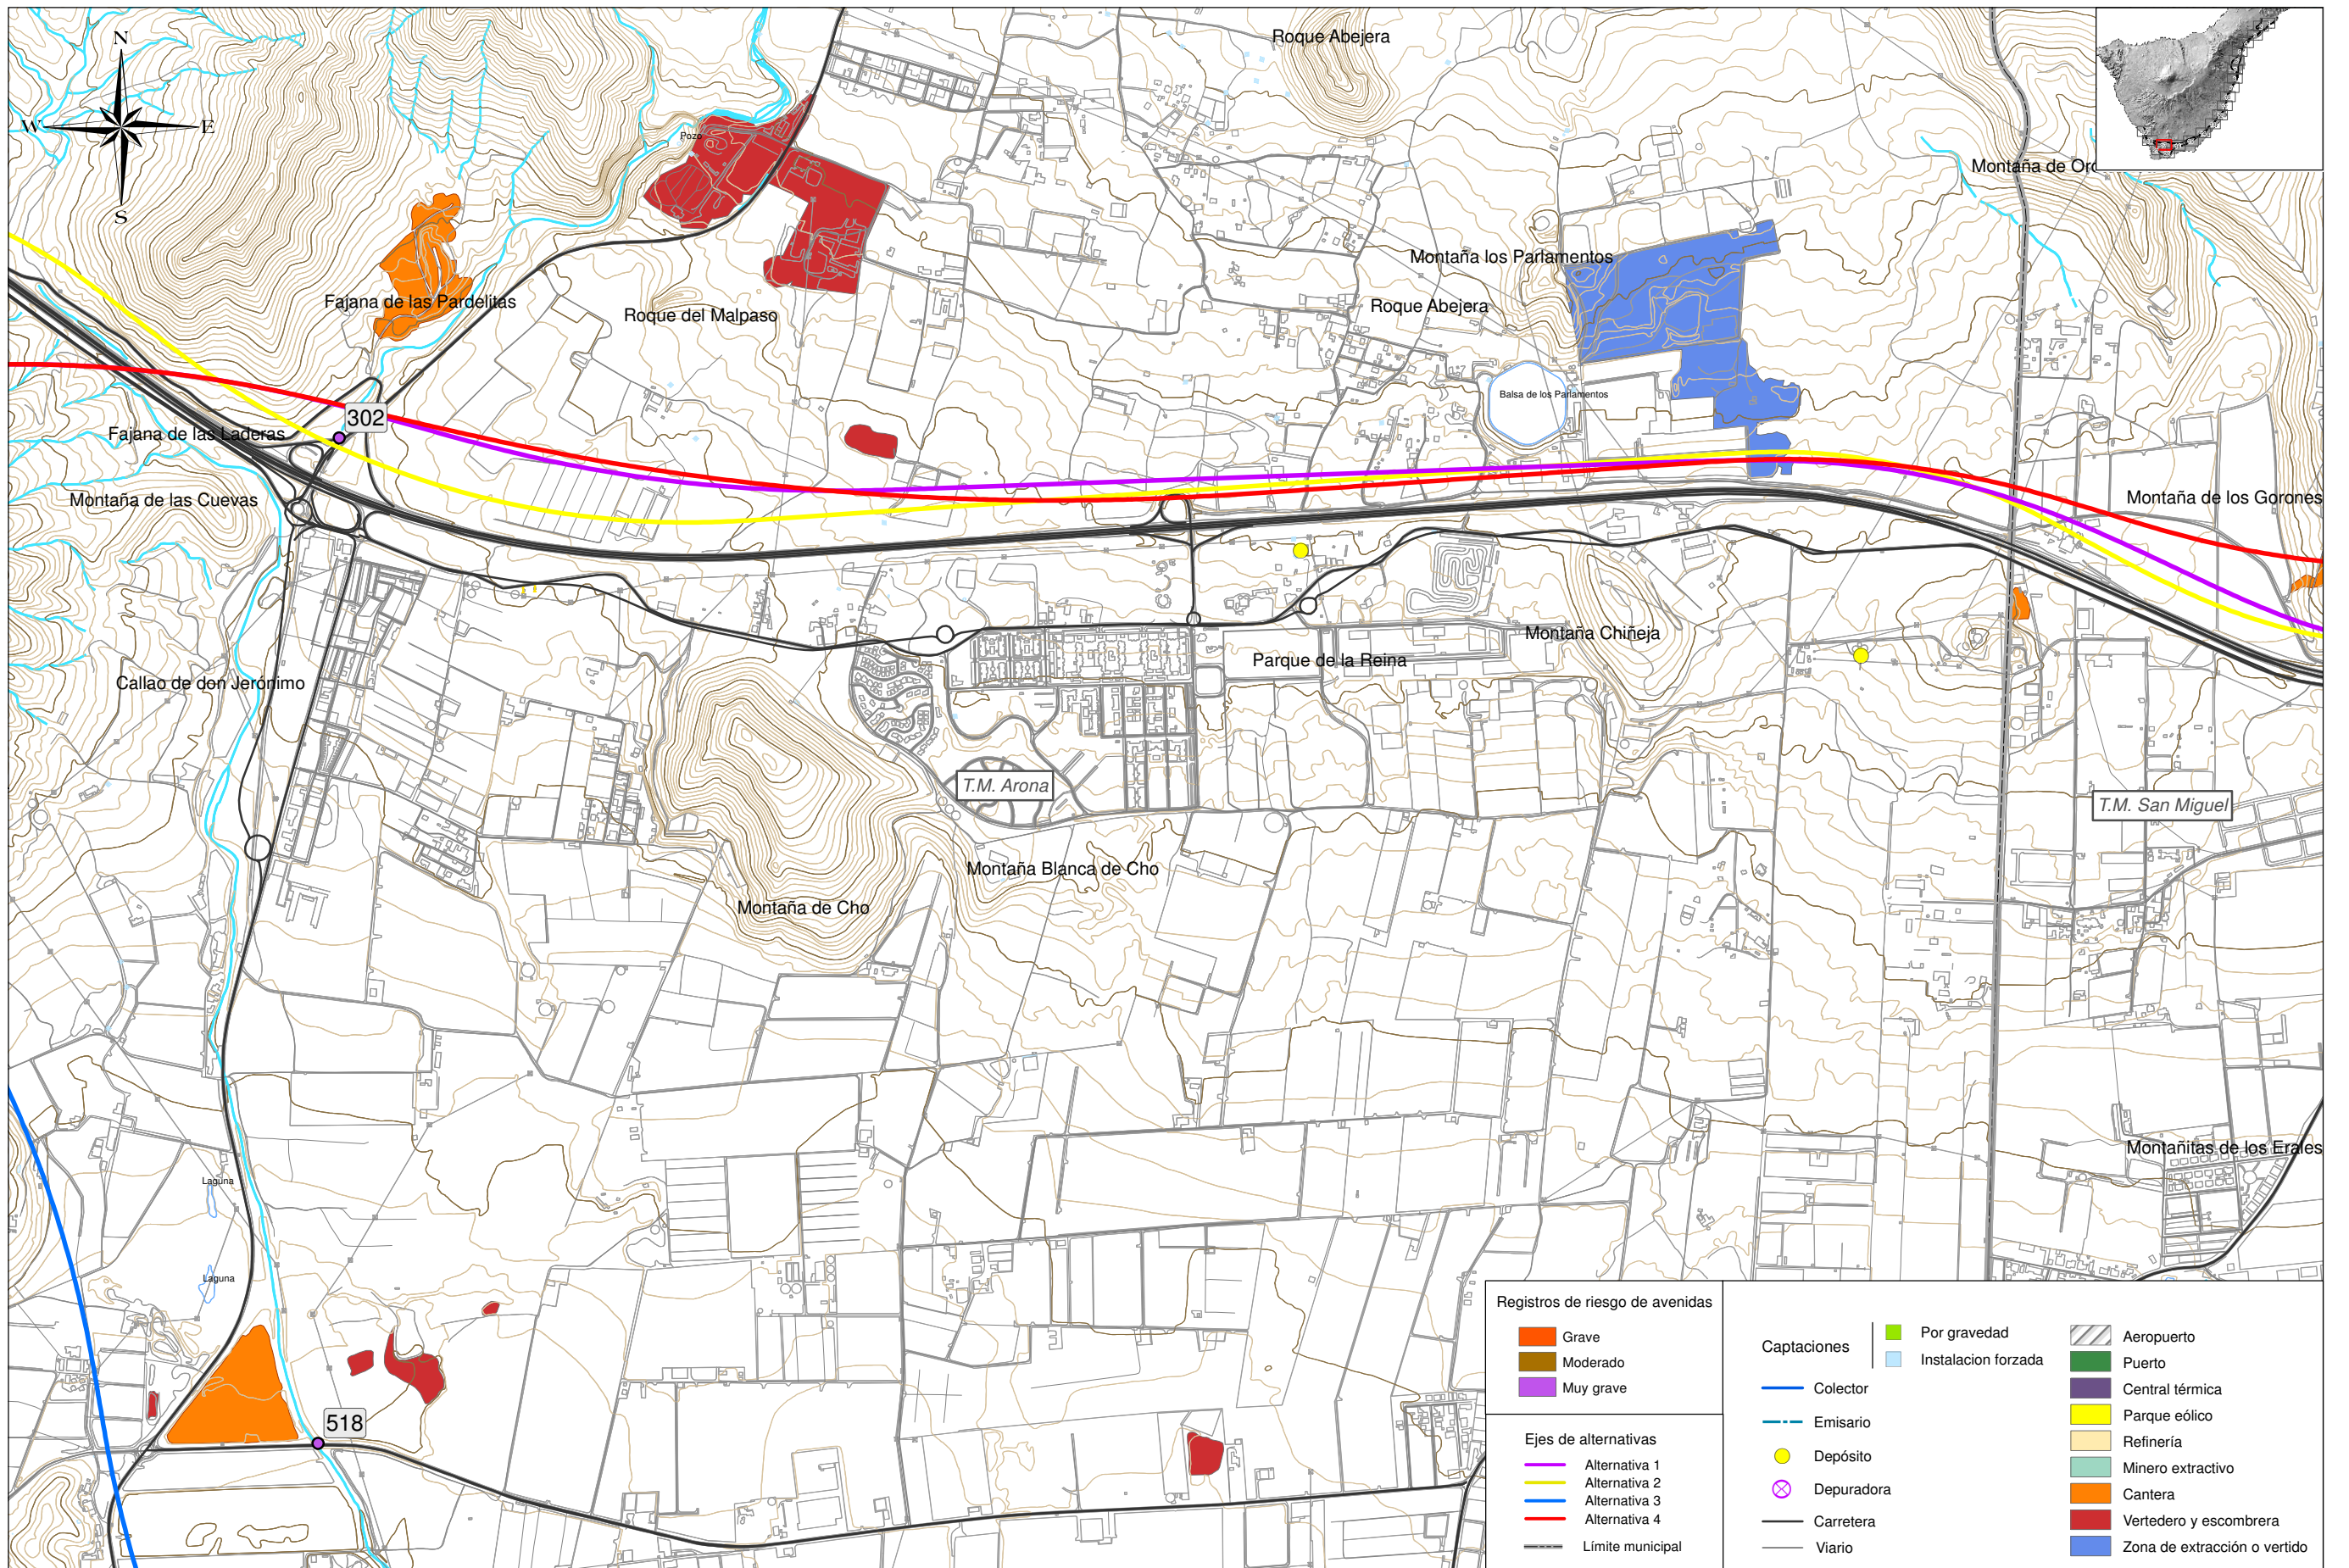 N
W
E
S
Roque Abejera
Pozo
Montaña de Oro
Fajana de las Pardelitas
Roque del Malpaso
Montaña los Parlamentos
Roque Abejera
Balsa de los Parlamentos
302
Fajana de las Laderas
Montaña de las Cuevas
Montaña de los Gorones
Montaña Chiñeja
Parque de la Reina
Callao de don Jerónimo
T.M. Arona
T.M. San Miguel
Montaña Blanca de Cho
Montaña de Cho
Montañitas de los Erales
Laguna
Laguna
518
Registros de riesgo de avenidas
Grave
Moderado
Muy grave
Ejes de alternativas
Alternativa 1
Alternativa 2
Alternativa 3
Alternativa 4
Límite municipal
Captaciones
Por gravedad
Instalacion forzada
Colector
Emisario
Depósito
Depuradora
Carretera
Viario
Aeropuerto
Puerto
Central térmica
Parque eólico
Refinería
Minero extractivo
Cantera
Vertedero y escombrera
Zona de extracción o vertido